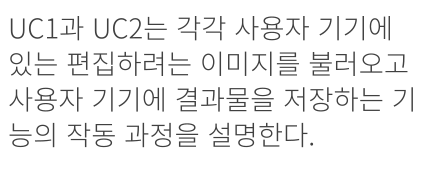 UC1과 UC2는 각각 사용자 기기에
있는 편집하려는 이미지를 불러오고
사용자 기기에 결과물을 저장하는 기
능의 작동 과정을 설명한다.